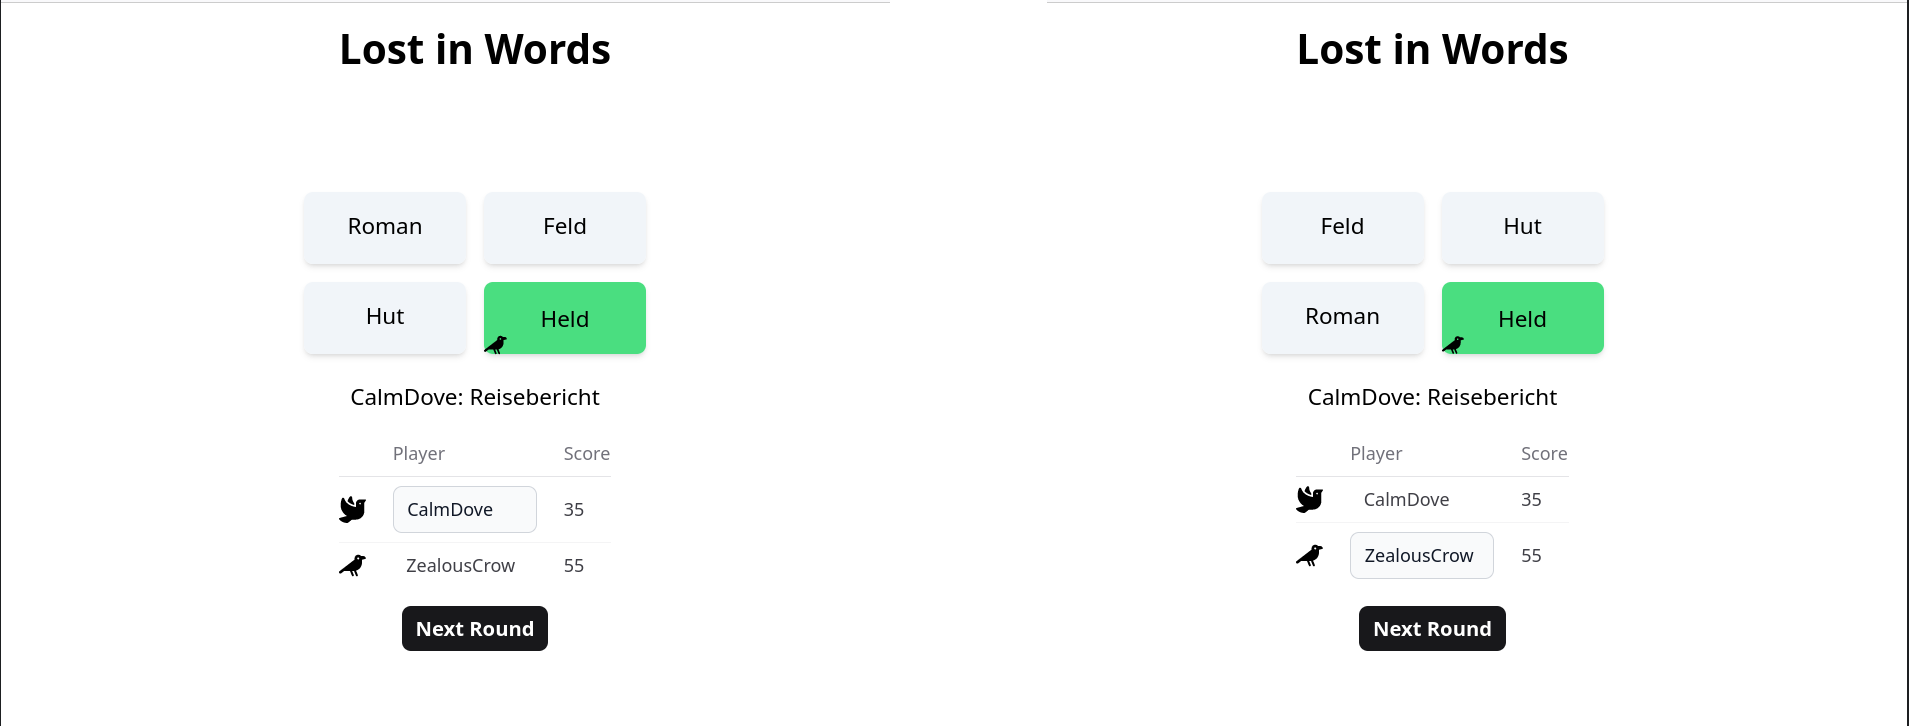 Lost in Words
Roman Feld
Hut Held
CalmDove: Reisebericht
Player Score
CalmDove 35
ZealousCrow 55
Next Round
Lost in Words
Feld Hut
Roman Held
CalmDove: Reisebericht
Player Score
CalmDove 35
ZealousCrow 55
Next Round